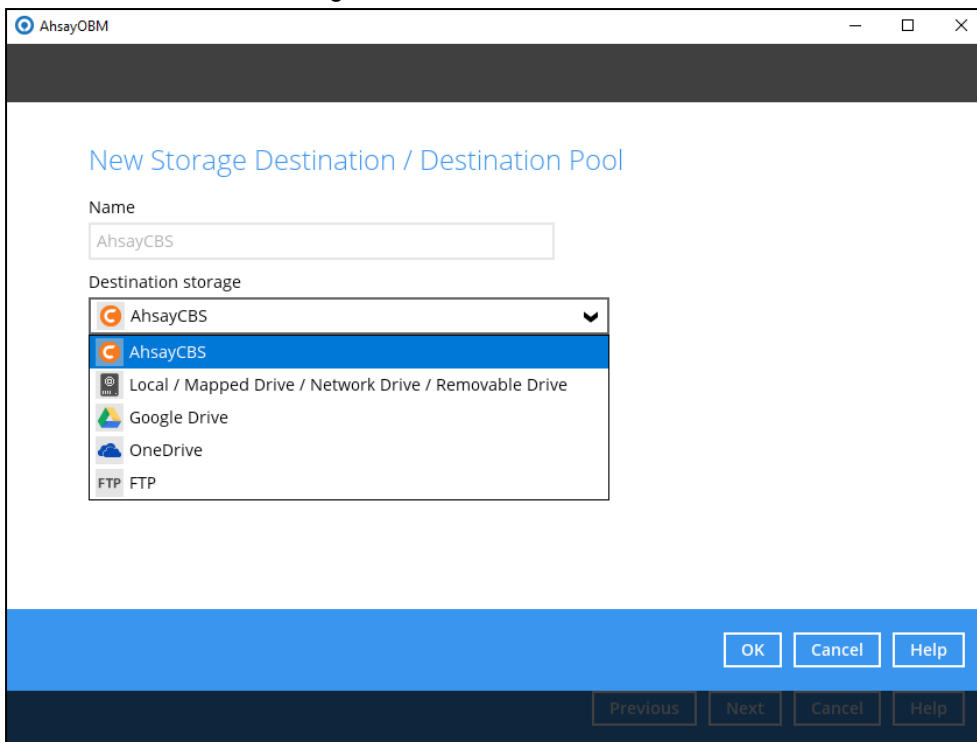 AhsayOBM
New Storage Destination / Destination Pool
Name
AhsayCBS
Destination storage
AhsayCBS
AhsayCBS
Local / Mapped Drive / Network Drive / Removable Drive
Google Drive
OneDrive
FTP FTP
OK Cancel Help
Previous Next Cancel Help